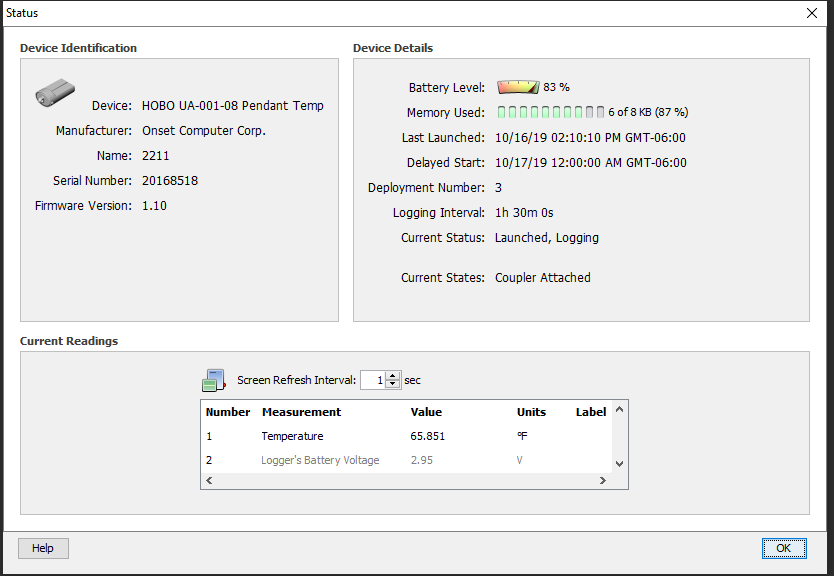 Status
Device Identification
Device: HOBO UA-001-08 Pendant Temp
Manufacturer: Onset Computer Corp.
Name: 2211
Serial Number: 20168518
Firmware Version: 1.10
Device Details
Battery Level: 83 %
Memory Used: 6 of 8 KB (87 %)
Last Launched: 10/16/19 02:10:10 PM GMT-06:00
Delayed Start: 10/17/19 12:00:00 AM GMT-06:00
Deployment Number: 3
Logging Interval: 1h 30m 0s
Current Status: Launched, Logging
Current States: Coupler Attached
Current Readings
Screen Refresh Interval: 1 sec
Number Measurement Value Units Label
1 Temperature 65.851 °F
2 Logger's Battery Voltage 2.95 V
Help OK